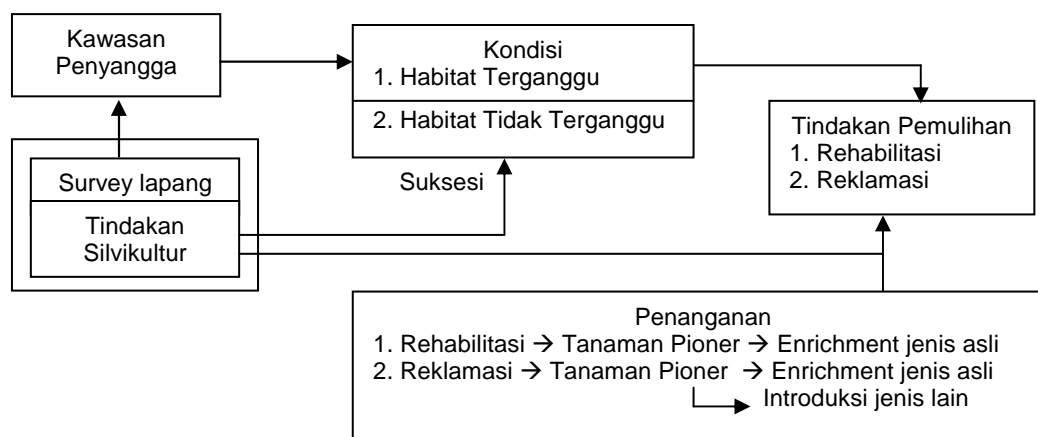 Kawasan
Penyangga
Kondisi
1. Habitat Terganggu
2. Habitat Tidak Terganggu
Tindakan Pemulihan
1. Rehabilitasi
2. Reklamasi
Survey lapang
Tindakan
Silvikultur
Suksesi
Penanganan
1. Rehabilitasi → Tanaman Pioner → Enrichment jenis asli
2. Reklamasi → Tanaman Pioner → Enrichment jenis asli
Introduksi jenis lain